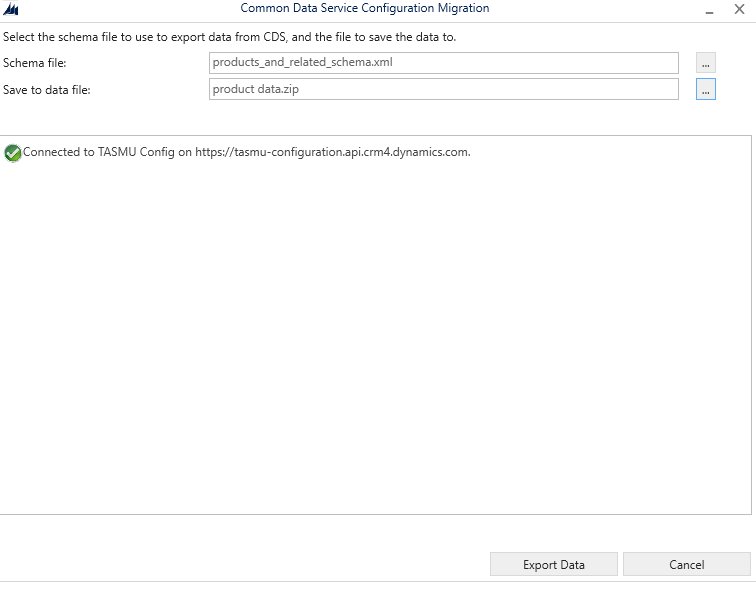 Common Data Service Configuration Migration
Select the schema file to use to export data from CDS, and the file to save the data to.
Schema file: products_and_related_schema.xml ...
Save to data file: product data.zip ...
Connected to TASMU Config on https://tasmu-configuration.api.crm4.dynamics.com.
Export Data Cancel